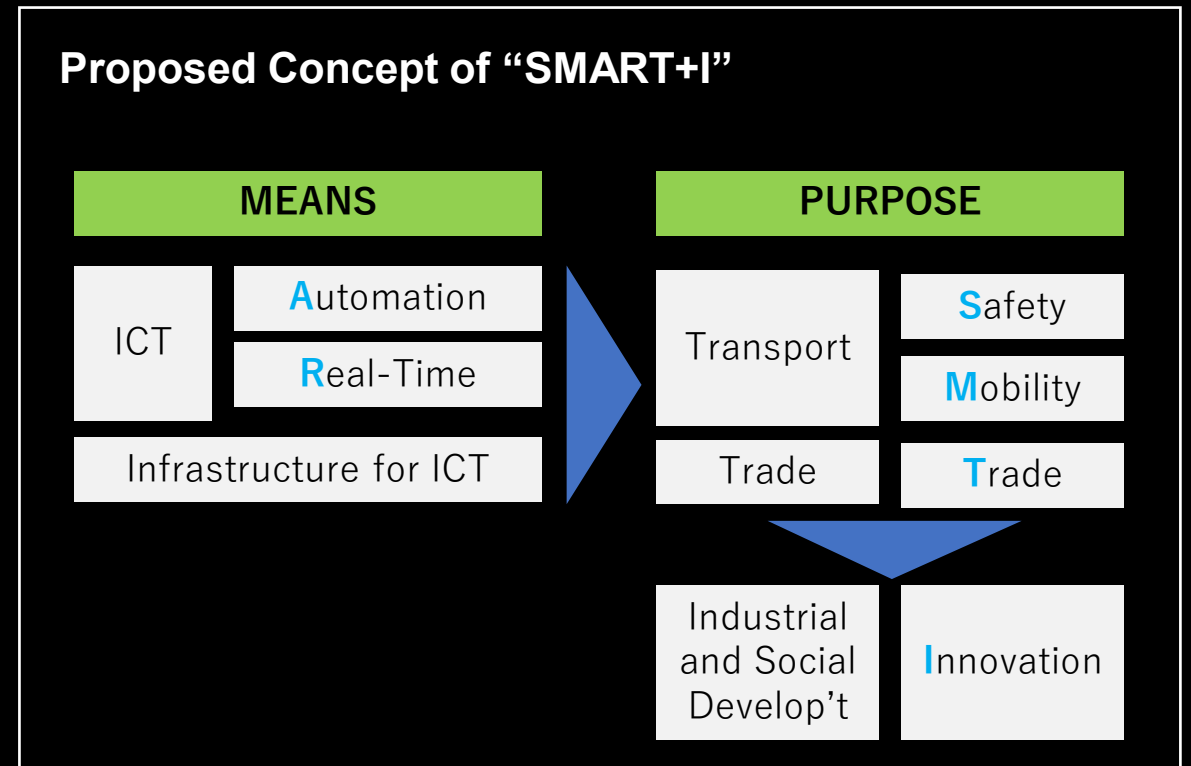 Proposed Concept of “SMART+I”
MEANS
ICT
Automation
Real-Time
Infrastructure for ICT
PURPOSE
Transport
Safety
Mobility
Trade
Trade
Industrial
and Social
Develop’t
Innovation